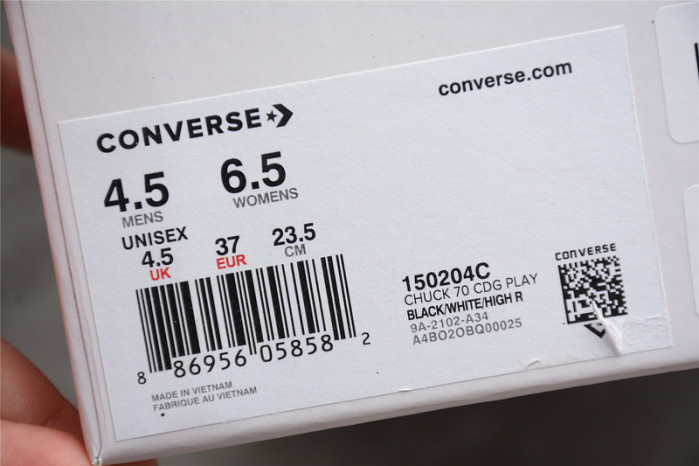 converse.com
CONVERSE
4.5 6.5
MENS WOMENS
UNISEX
4.5 37 23.5
UK EUR CM
8 86956 05858 2
MADE IN VIETNAM
FABRIQUE AU VIETNAM
150204C
CHUCK 70 CDG PLAY
BLACK/WHITE/HIGH R
9A-2102-A34
A4BO2OBQ00025
CONVERSE